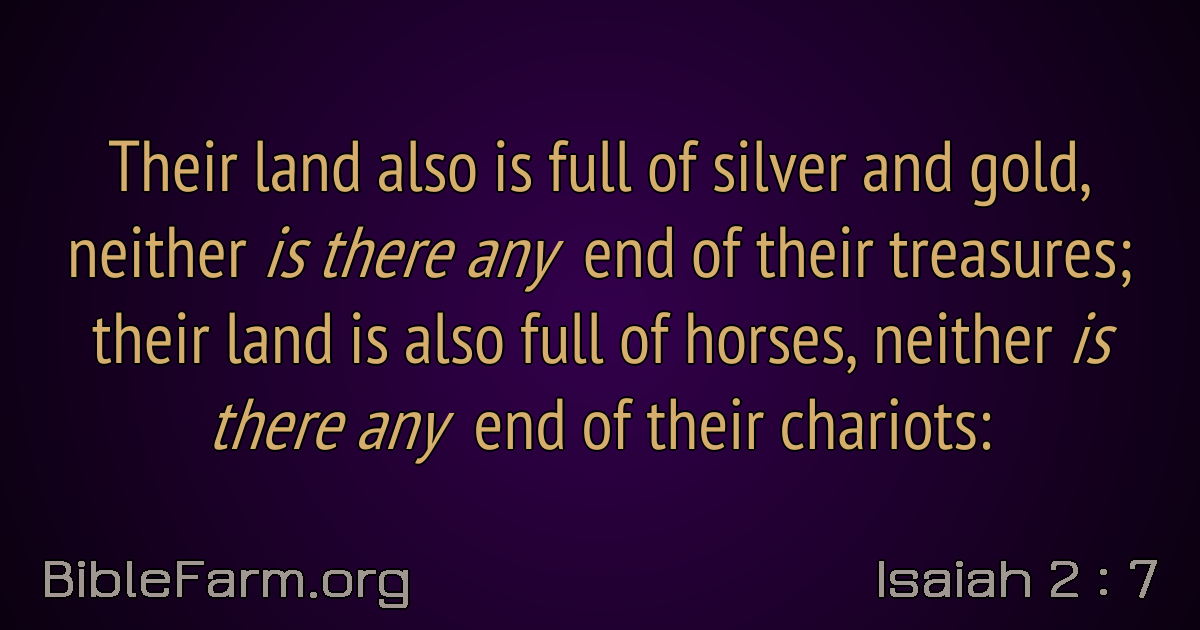 Their land also is full of silver and gold,
neither is there any end of their treasures;
their land is also full of horses, neither is
there any end of their chariots:
BibleFarm.org
Isaiah 2 : 7